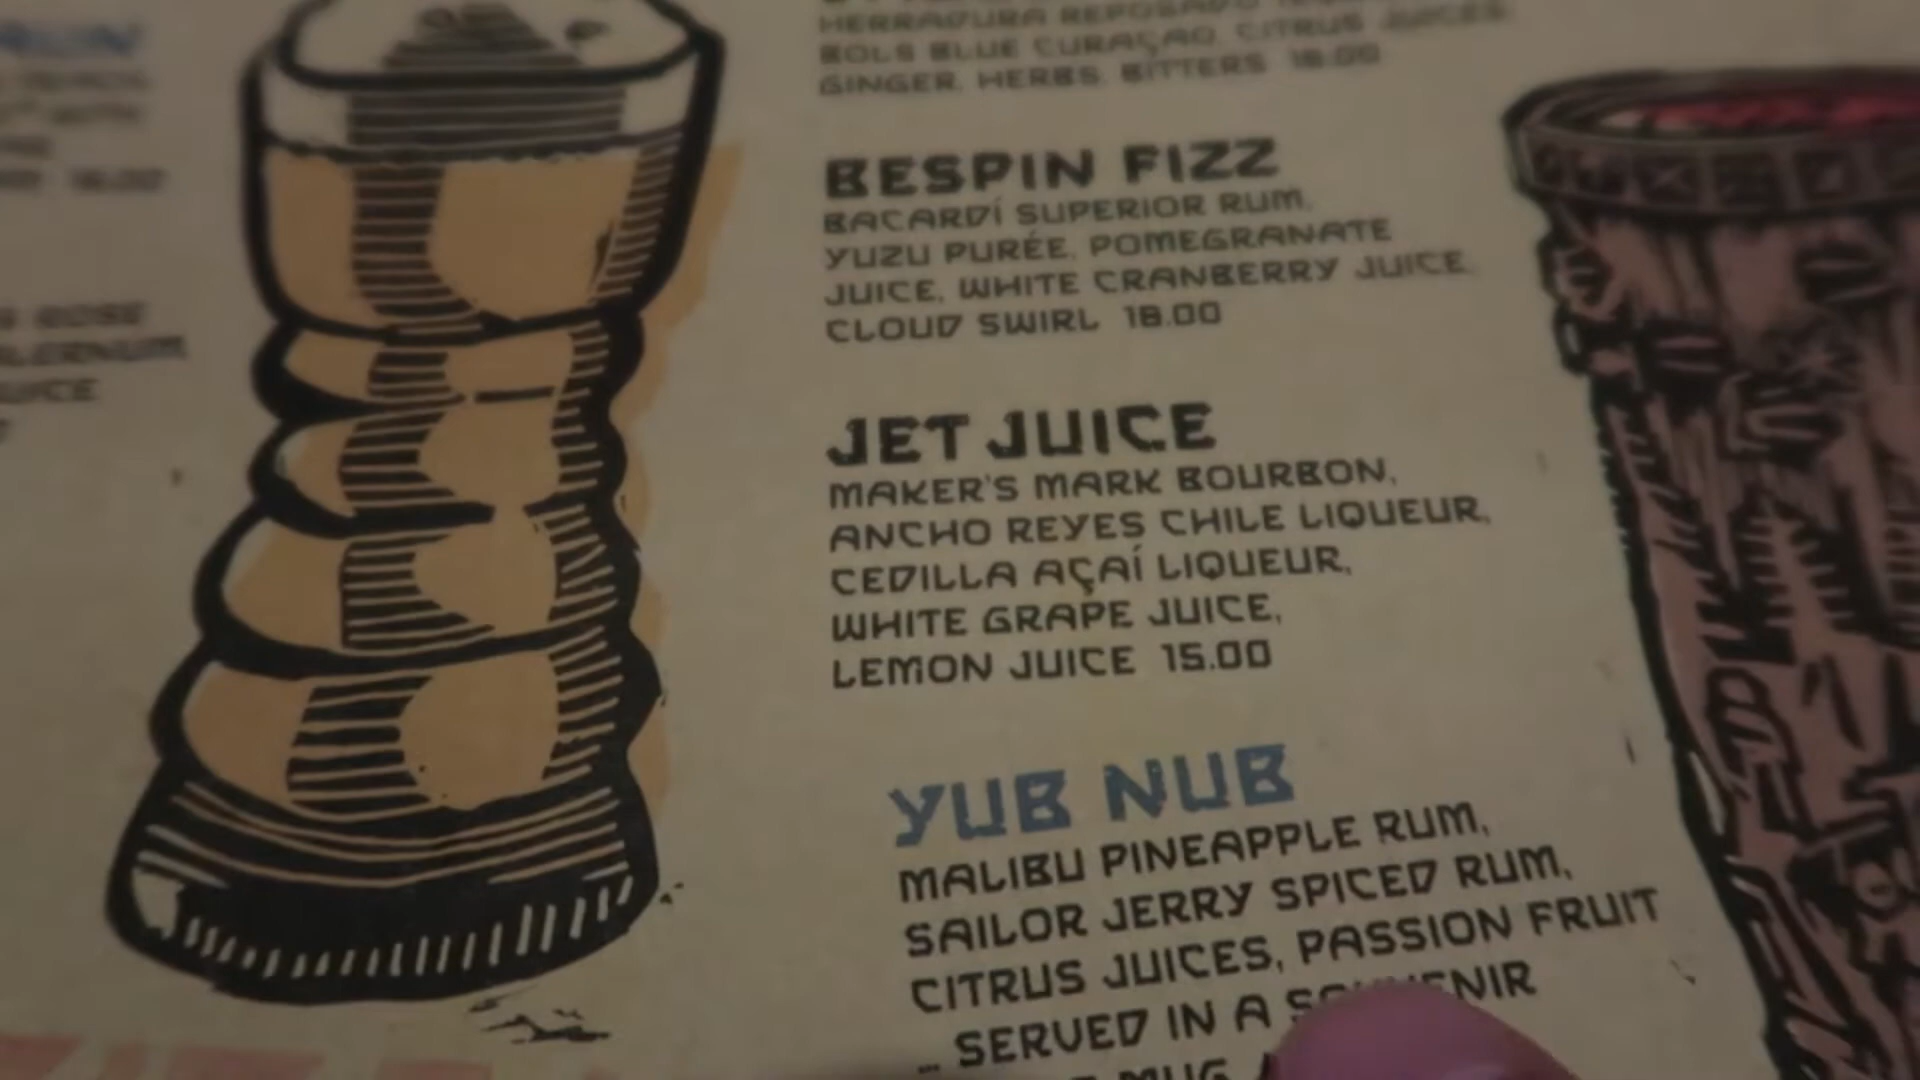 HERRADURA REPOSADO
BOLS BLUE CURAÇAO, CITRUS JUICES,
GINGER, HERBS, BITTERS 18.00
BESPIN FIZZ
BACARDÍ SUPERIOR RUM,
YUZU PURÉE, POMEGRANATE
JUICE, WHITE CRANBERRY JUICE,
CLOUD SWIRL 18.00
JET JUICE
MAKER'S MARK BOURBON,
ANCHO REYES CHILE LIQUEUR,
CEDILLA AÇAÍ LIQUEUR,
WHITE GRAPE JUICE,
LEMON JUICE 15.00
YUB NUB
MALIBU PINEAPPLE RUM,
SAILOR JERRY SPICED RUM,
CITRUS JUICES, PASSION FRUIT
... SERVED IN A
MUG
ROSE